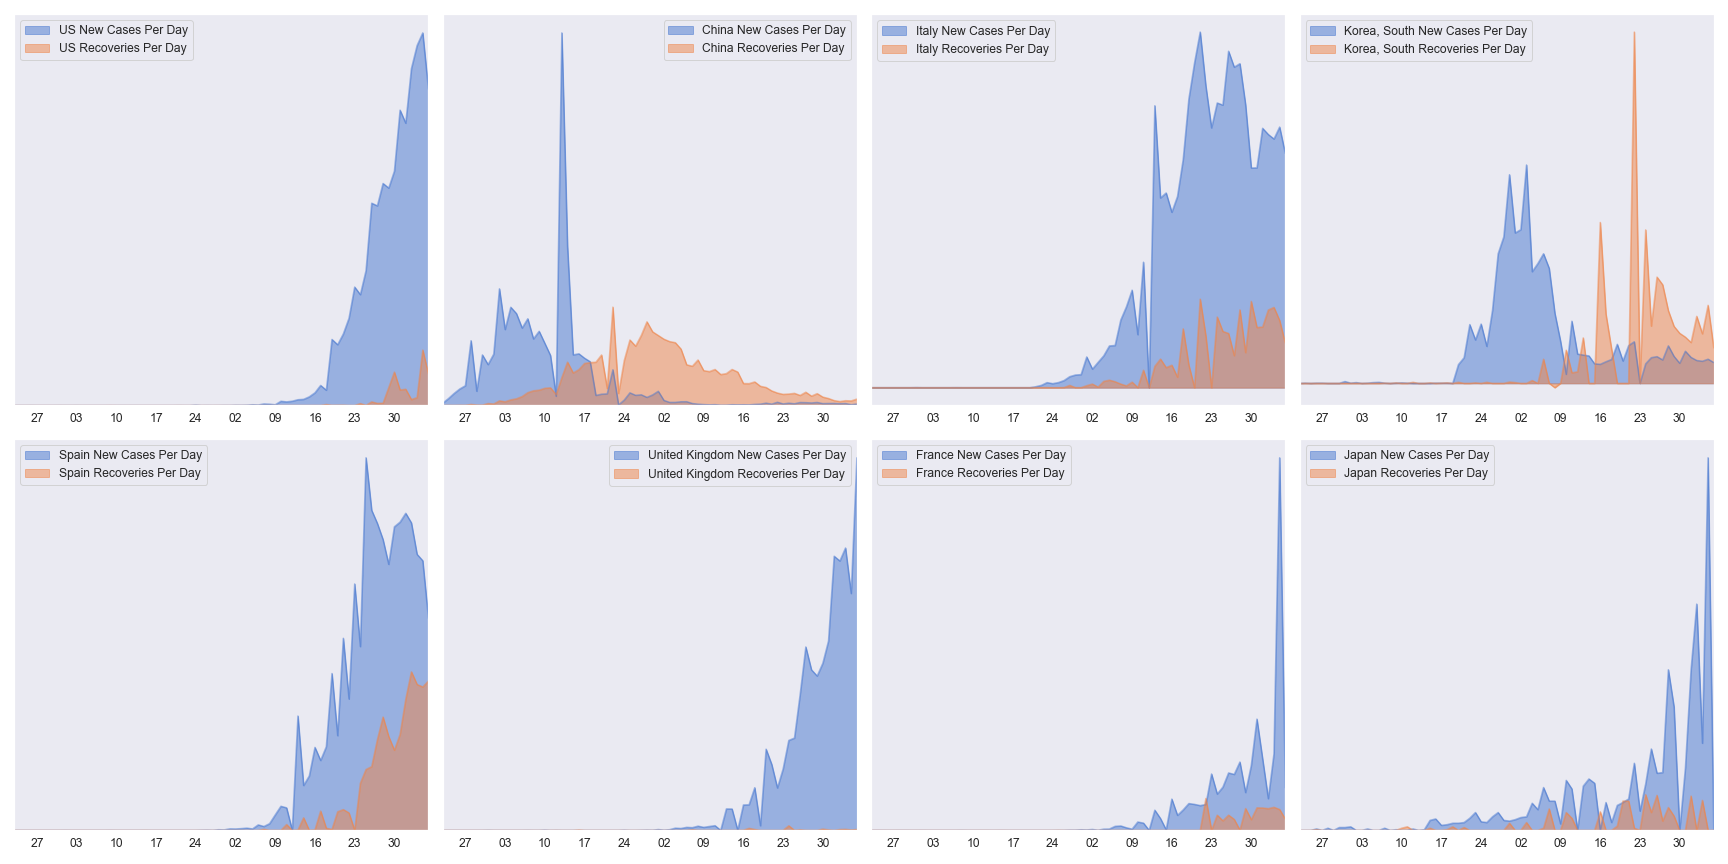 US New Cases Per Day
US Recoveries Per Day
27 03 10 17 24 02 09 16 23 30
China New Cases Per Day
China Recoveries Per Day
27 03 10 17 24 02 09 16 23 30
Italy New Cases Per Day
Italy Recoveries Per Day
27 03 10 17 24 02 09 16 23 30
Korea, South New Cases Per Day
Korea, South Recoveries Per Day
27 03 10 17 24 02 09 16 23 30
Spain New Cases Per Day
Spain Recoveries Per Day
27 03 10 17 24 02 09 16 23 30
United Kingdom New Cases Per Day
United Kingdom Recoveries Per Day
27 03 10 17 24 02 09 16 23 30
France New Cases Per Day
France Recoveries Per Day
27 03 10 17 24 02 09 16 23 30
Japan New Cases Per Day
Japan Recoveries Per Day
27 03 10 17 24 02 09 16 23 30